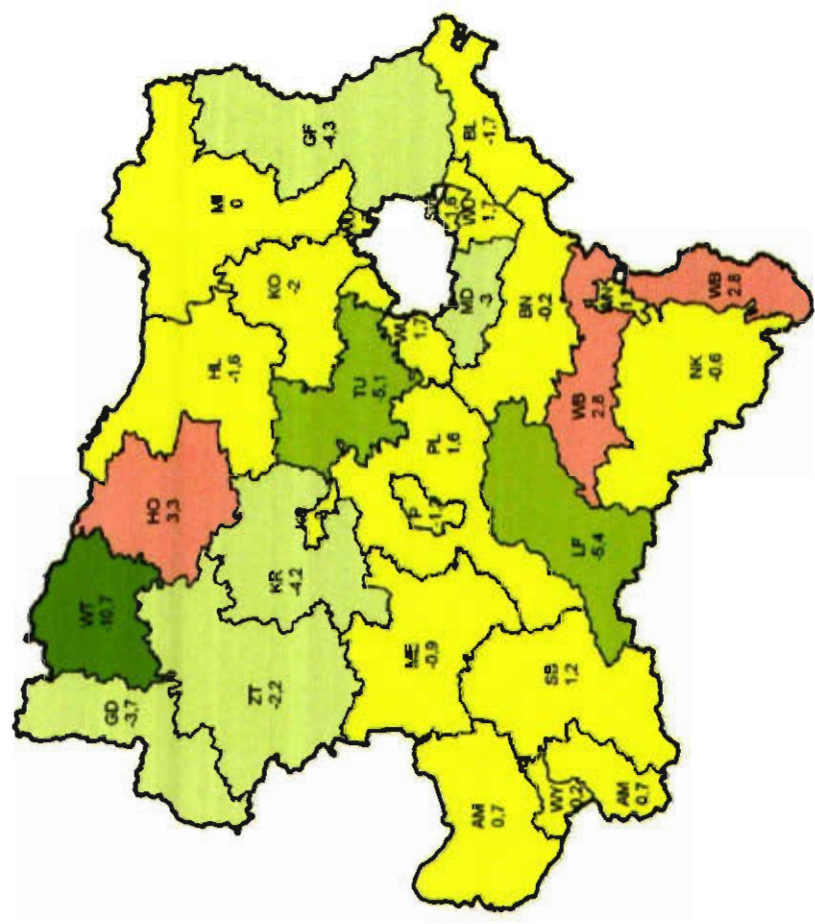 WT
-10,7
GD
-3,7
HO
3,3
HL
-1,6
MI
0
GF
-4,3
ZT
-2,2
KR
-4,2
KO
-2
TU
-5,1
WU
1,7
ME
-0,9
PL
1,6
P
MD
-3
1,7
BL
-1,7
AM
0,7
WY
0,2
AM
0,7
SB
1,2
LF
-5,4
BN
-0,2
WB
2,8
NK
-0,6
WB
2,8